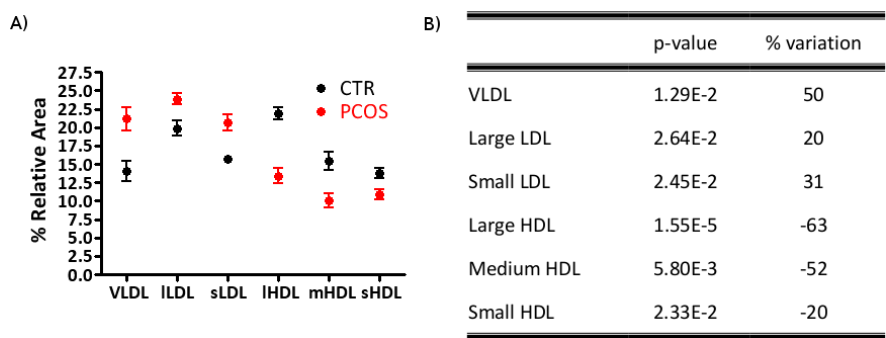 A)
% Relative Area
27.5
25.0
22.5
20.0
17.5
15.0
12.5
10.0
7.5
5.0
2.5
0.0
VLDL lLDL sLDL lHDL mHDL sHDL
CTR
PCOS
B)
p-value % variation
VLDL 1.29E-2 50
Large LDL 2.64E-2 20
Small LDL 2.45E-2 31
Large HDL 1.55E-5 -63
Medium HDL 5.80E-3 -52
Small HDL 2.33E-2 -20